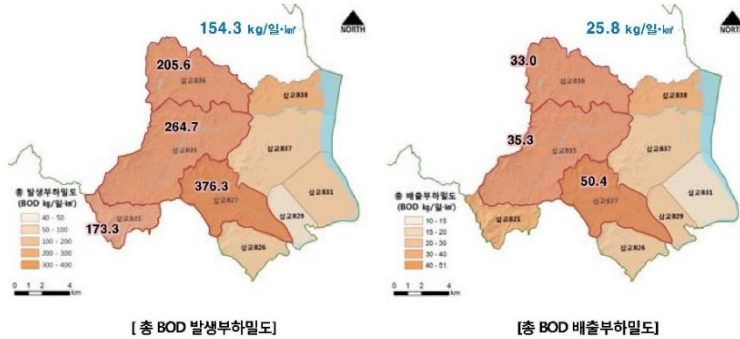 154.3 kg/일·㎢
NORTH
205.6
삽교B36
삽교B38
264.7
삽교B35
삽교B37
376.3
삽교B27
삽교B31
삽교B29
삽교B21
173.3
삽교B26
총 발생부하밀도
(BOD kg/일·㎢)
40 - 50
50 - 100
100 - 200
200 - 300
300 - 400
0 1 2 4
km
[ 총 BOD 발생부하밀도]
25.8 kg/일·㎢
NORTH
33.0
삽교B36
삽교B38
35.3
삽교B35
삽교B37
50.4
삽교B27
삽교B31
삽교B29
삽교B21
삽교B26
총 배출부하밀도
(BOD kg/일·㎢)
10 - 15
15 - 20
20 - 30
30 - 40
40 - 51
0 1 2 4
km
[총 BOD 배출부하밀도]